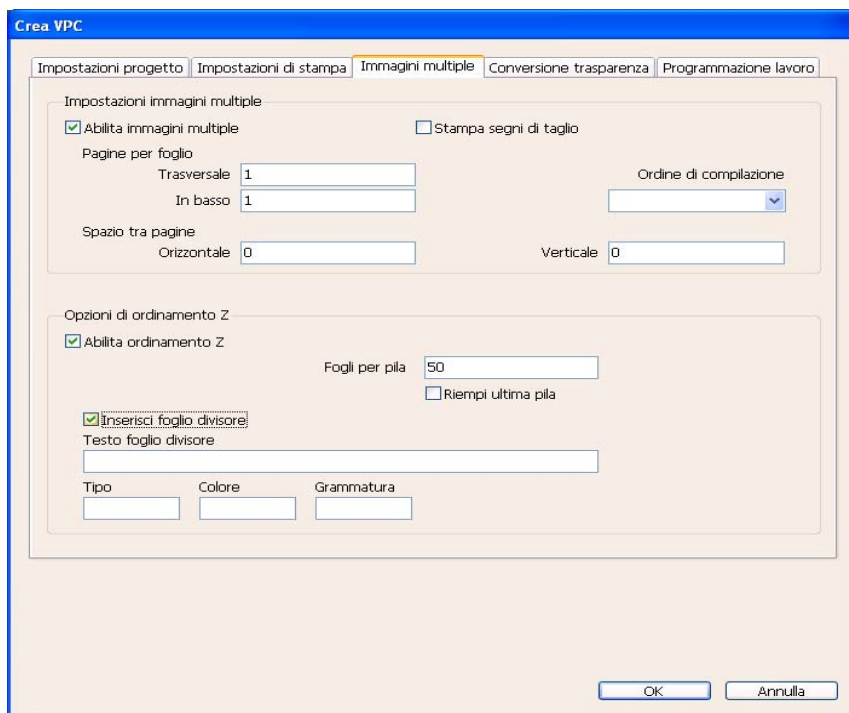 Crea VPC
Impostazioni progetto Impostazioni di stampa Immagini multiple Conversione trasparenza Programmazione lavoro
Impostazioni immagini multiple
Abilita immagini multiple Stampa segni di taglio
Pagine per foglio
Trasversale 1 Ordine di compilazione
In basso 1
Spazio tra pagine
Orizzontale 0 Verticale 0
Opzioni di ordinamento Z
Abilita ordinamento Z
Fogli per pila 50
Riempi ultima pila
Inserisci foglio divisore
Testo foglio divisore
Tipo Colore Grammatura
OK Annulla